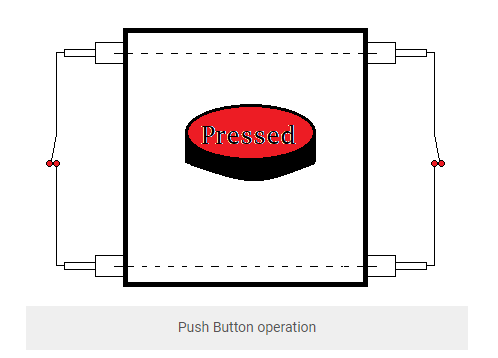 Pressed
Push Button operation